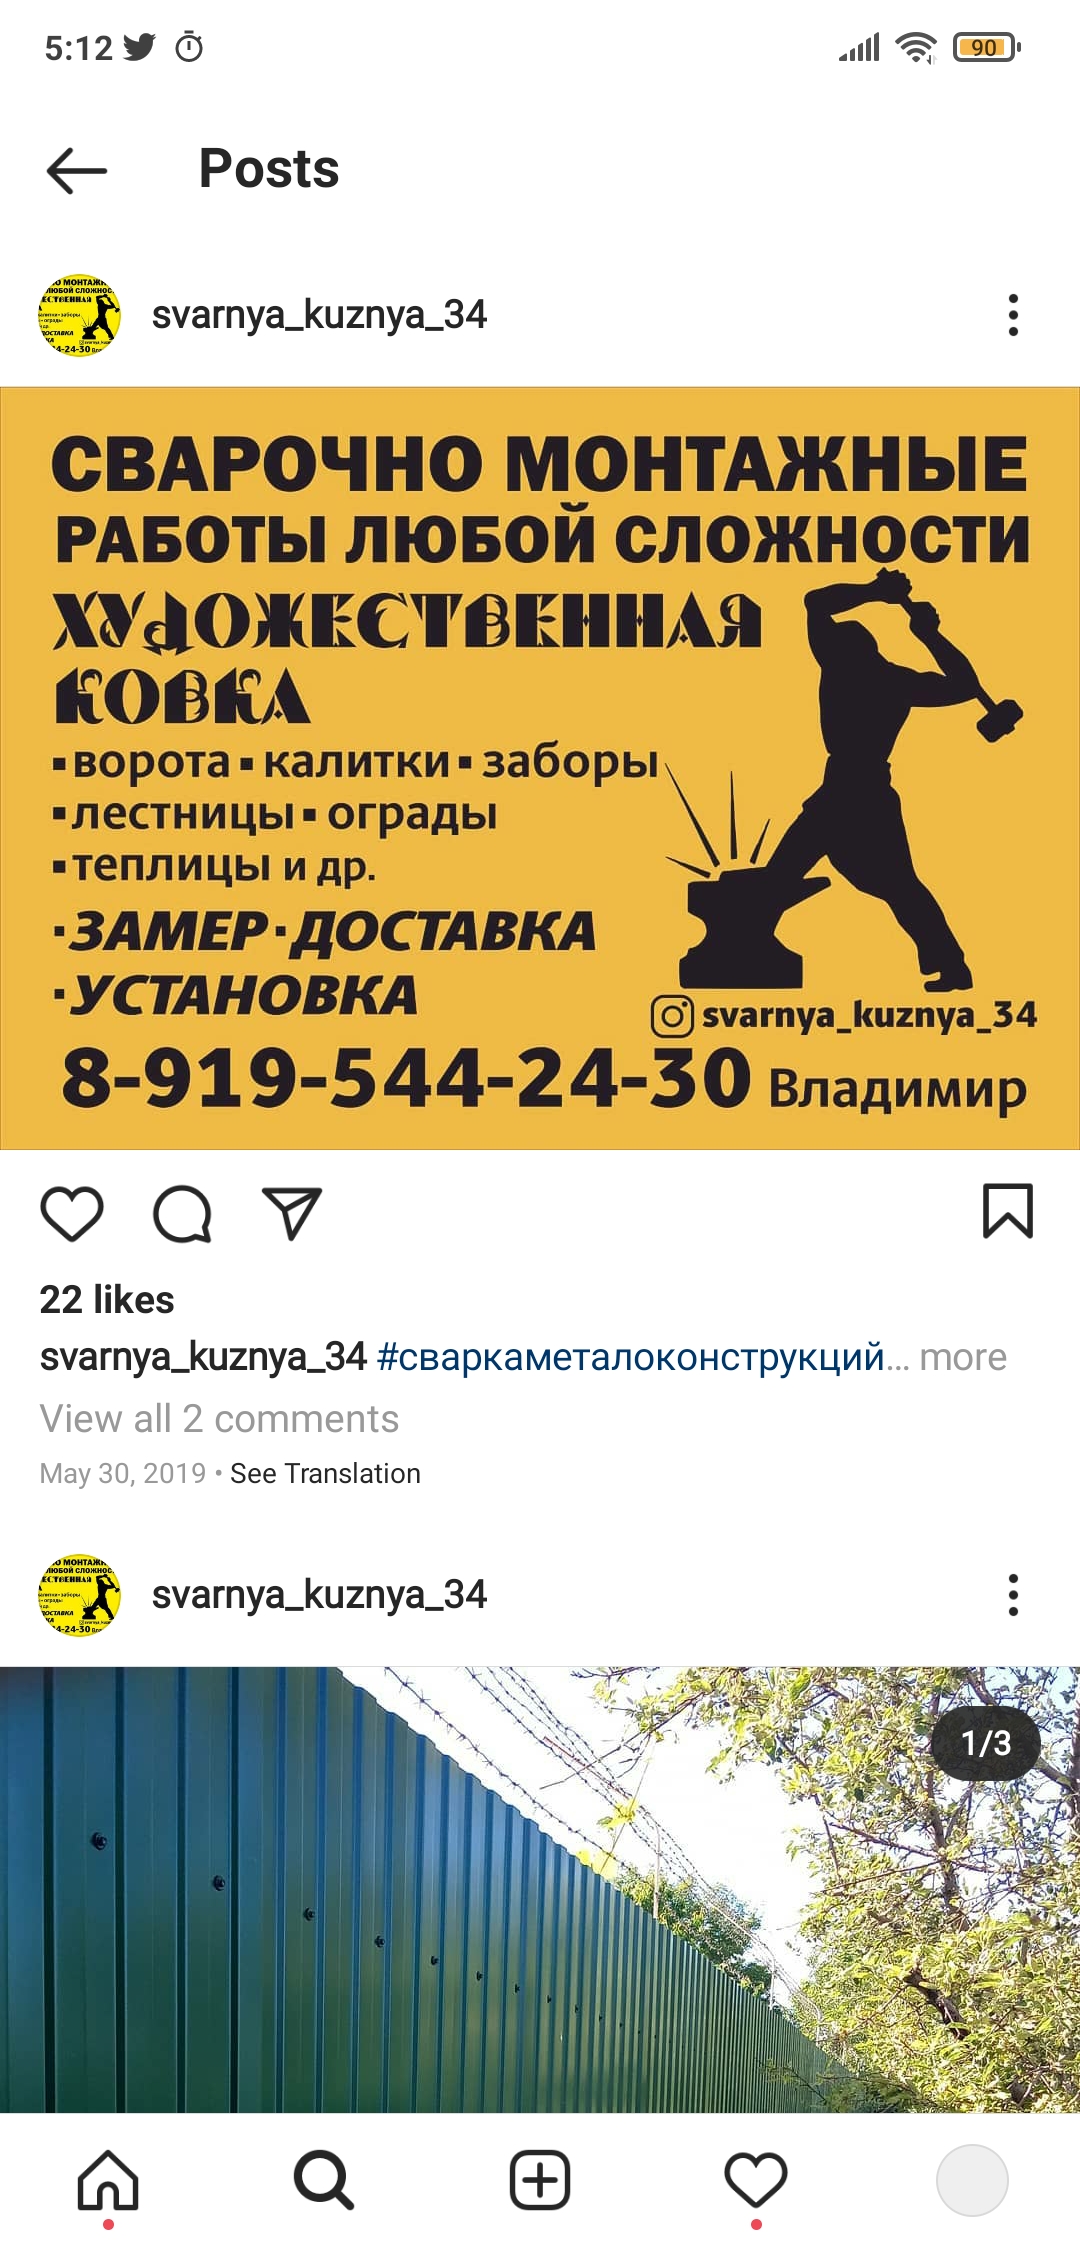 5:12
90
Posts
svarnya_kuznya_34
СВАРОЧНО МОНТАЖНЫЕ
РАБОТЫ ЛЮБОЙ СЛОЖНОСТИ
ХУДОЖЕСТВЕННАЯ
КОВКА
▪ворота▪калитки▪заборы
▪лестницы▪ограды
▪теплицы и др.
·ЗАМЕР·ДОСТАВКА
·УСТАНОВКА
svarnya_kuznya_34
8-919-544-24-30 Владимир
22 likes
svarnya_kuznya_34 #сваркаметалоконструкций... more
View all 2 comments
May 30, 2019 • See Translation
svarnya_kuznya_34
1/3